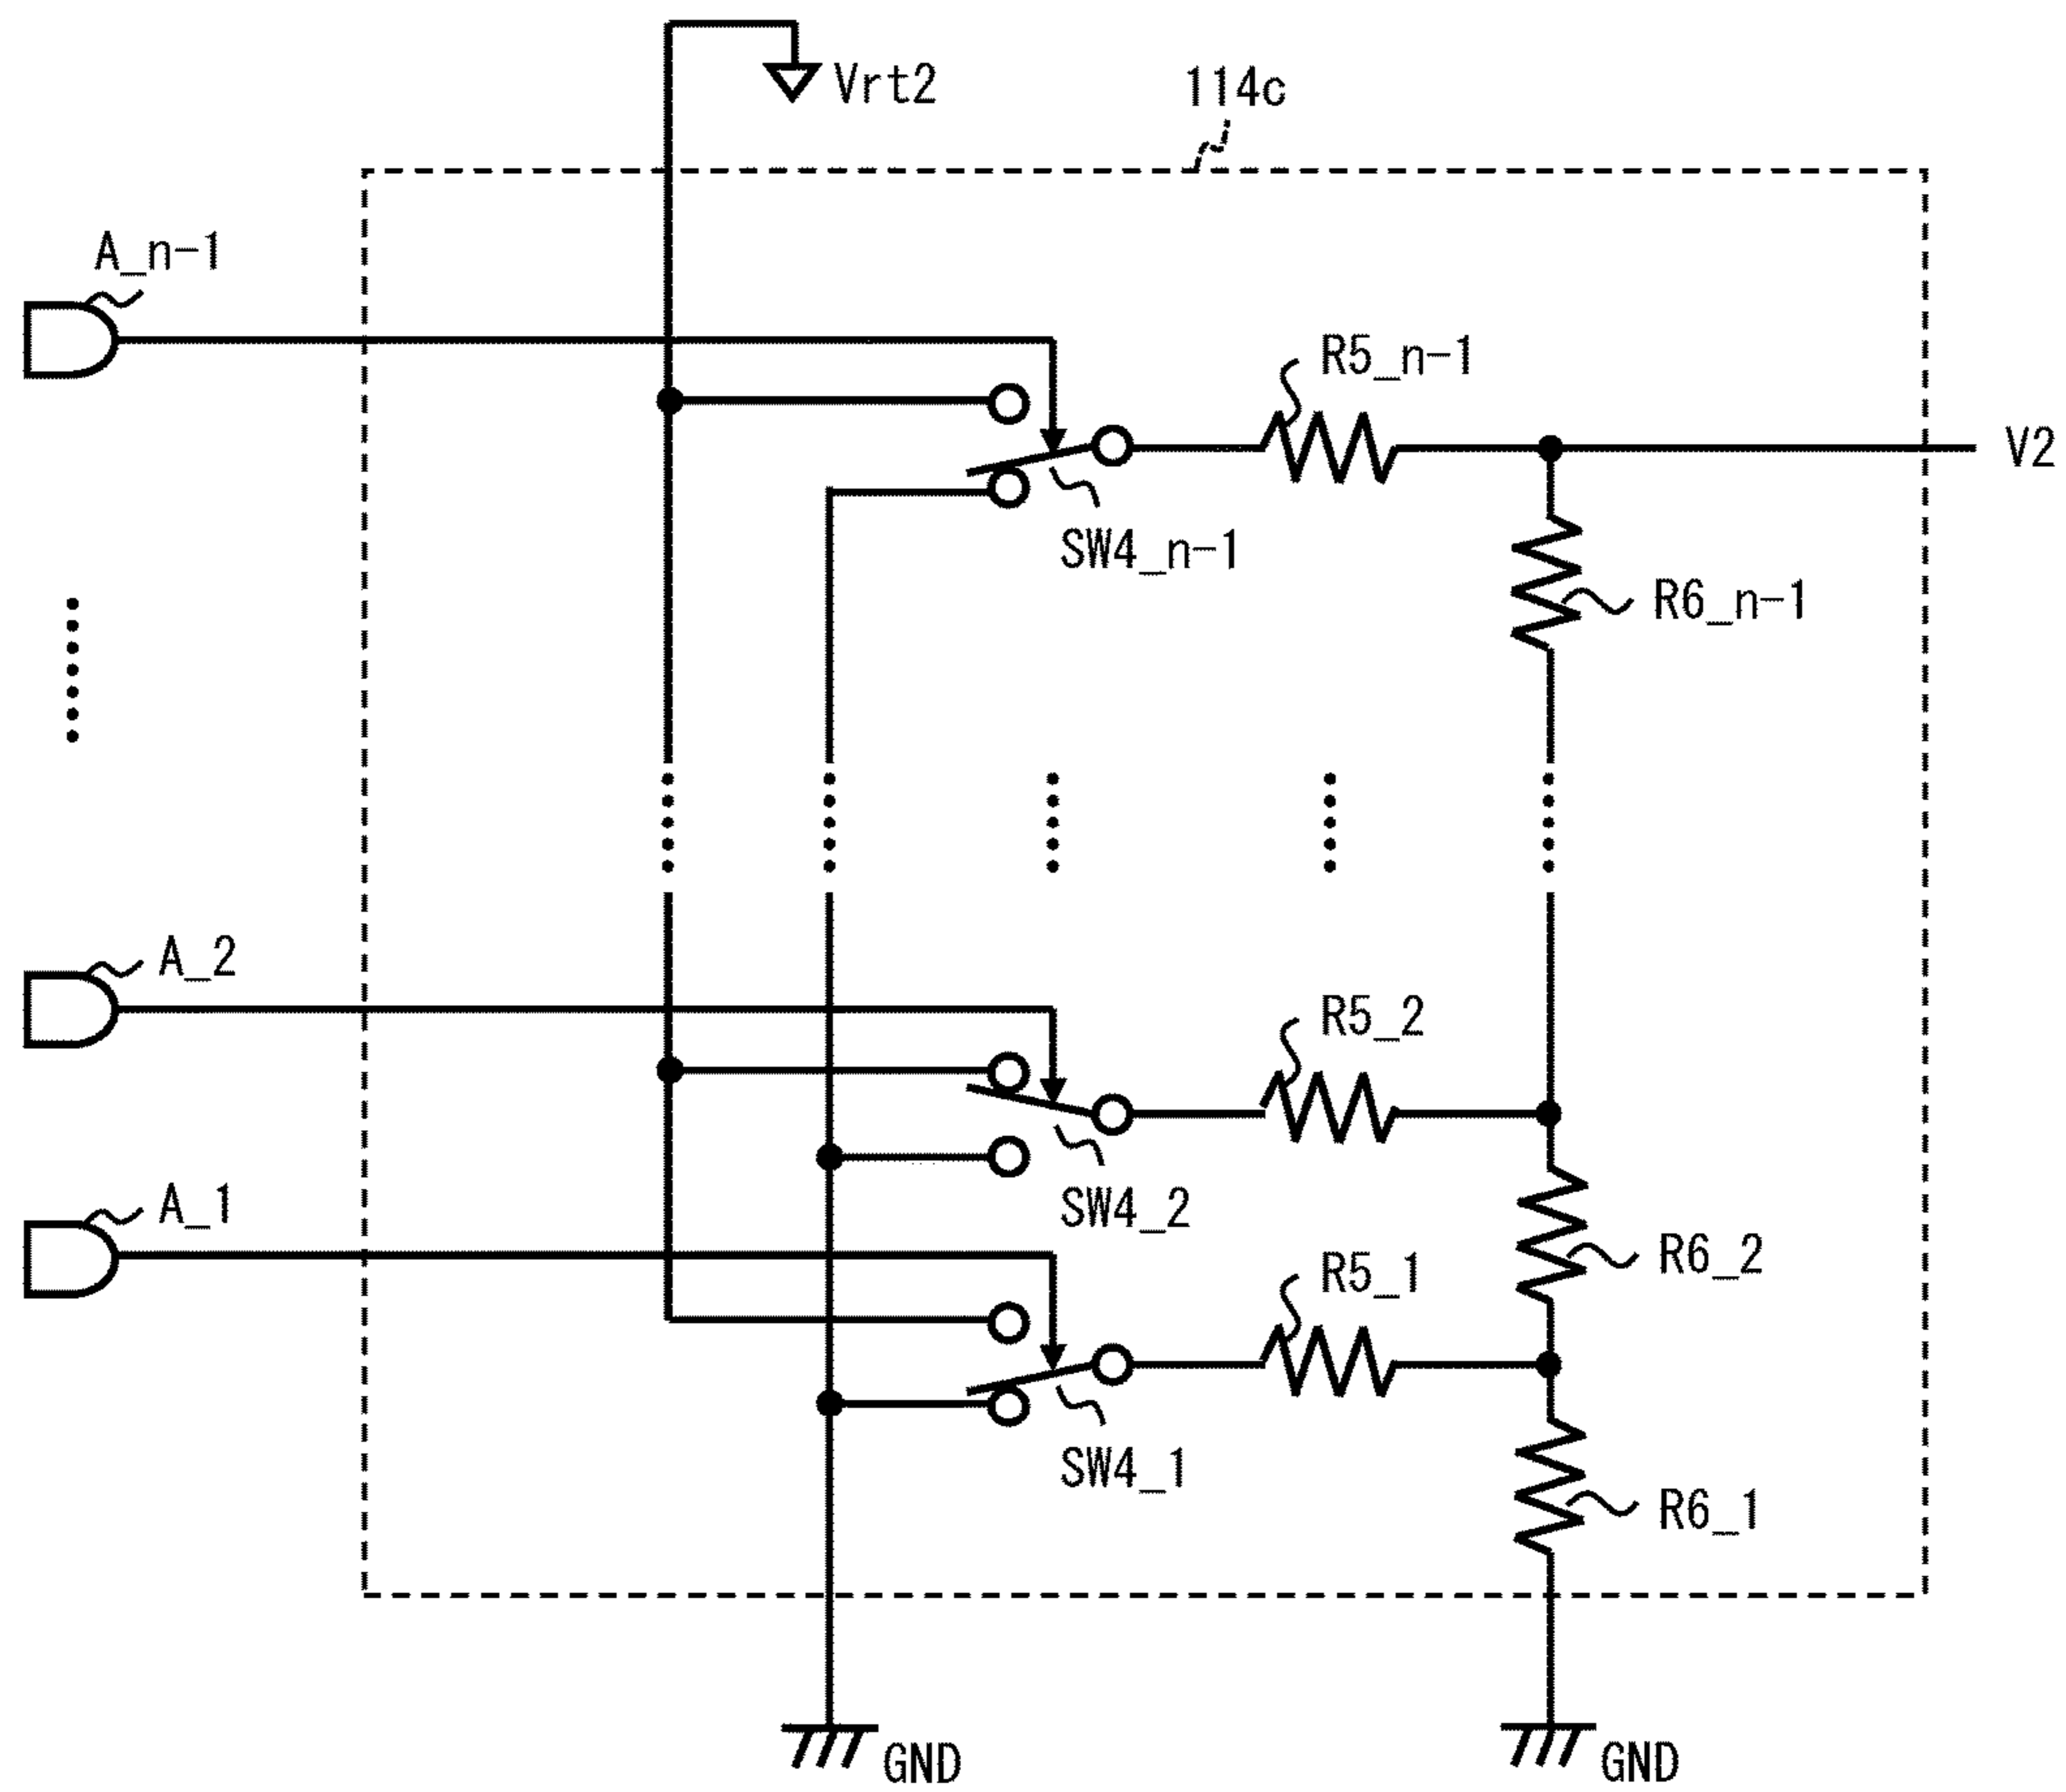 Vrt2
114c
A_n-1
R5_n-1
V2
SW4_n-1
R6_n-1
A_2
R5_2
A_1
SW4_2
R6_2
R5_1
SW4_1
R6_1
GND
GND